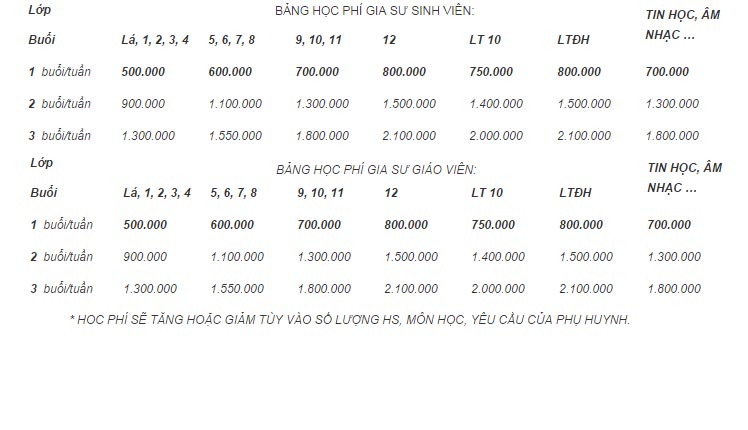 Lớp BẢNG HỌC PHÍ GIA SƯ SINH VIÊN: TIN HỌC, ÂM
Buổi Lá, 1, 2, 3, 4 5, 6, 7, 8 9, 10, 11 12 LT 10 LTĐH NHẠC ...
1 buổi/tuần 500.000 600.000 700.000 800.000 750.000 800.000 700.000
2 buổi/tuần 900.000 1.100.000 1.300.000 1.500.000 1.400.000 1.500.000 1.300.000
3 buổi/tuần 1.300.000 1.550.000 1.800.000 2.100.000 2.000.000 2.100.000 1.800.000
Lớp BẢNG HỌC PHÍ GIA SƯ GIÁO VIÊN: TIN HỌC, ÂM
Buổi Lá, 1, 2, 3, 4 5, 6, 7, 8 9, 10, 11 12 LT 10 LTĐH NHẠC ...
1 buổi/tuần 500.000 600.000 700.000 800.000 750.000 800.000 700.000
2 buổi/tuần 900.000 1.100.000 1.300.000 1.500.000 1.400.000 1.500.000 1.300.000
3 buổi/tuần 1.300.000 1.550.000 1.800.000 2.100.000 2.000.000 2.100.000 1.800.000
* HOC PHÍ SẼ TĂNG HOẶC GIẢM TÙY VÀO SỐ LƯỢNG HS, MÔN HỌC, YÊU CẦU CỦA PHỤ HUYNH.